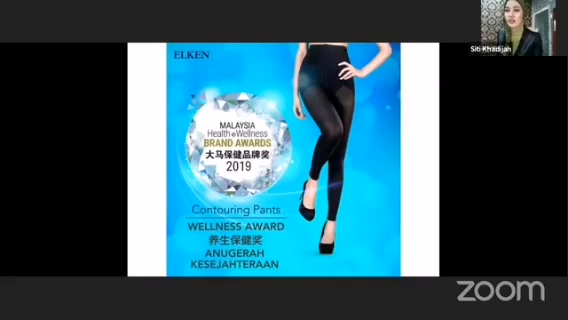 Siti Khadijah
ELKEN
MALAYSIA
Health & Wellness
BRAND AWARDS
大马保健品牌奖
2019
Contouring Pants
WELLNESS AWARD
养生保健奖
ANUGERAH
KESEJAHTERAAN
zoom